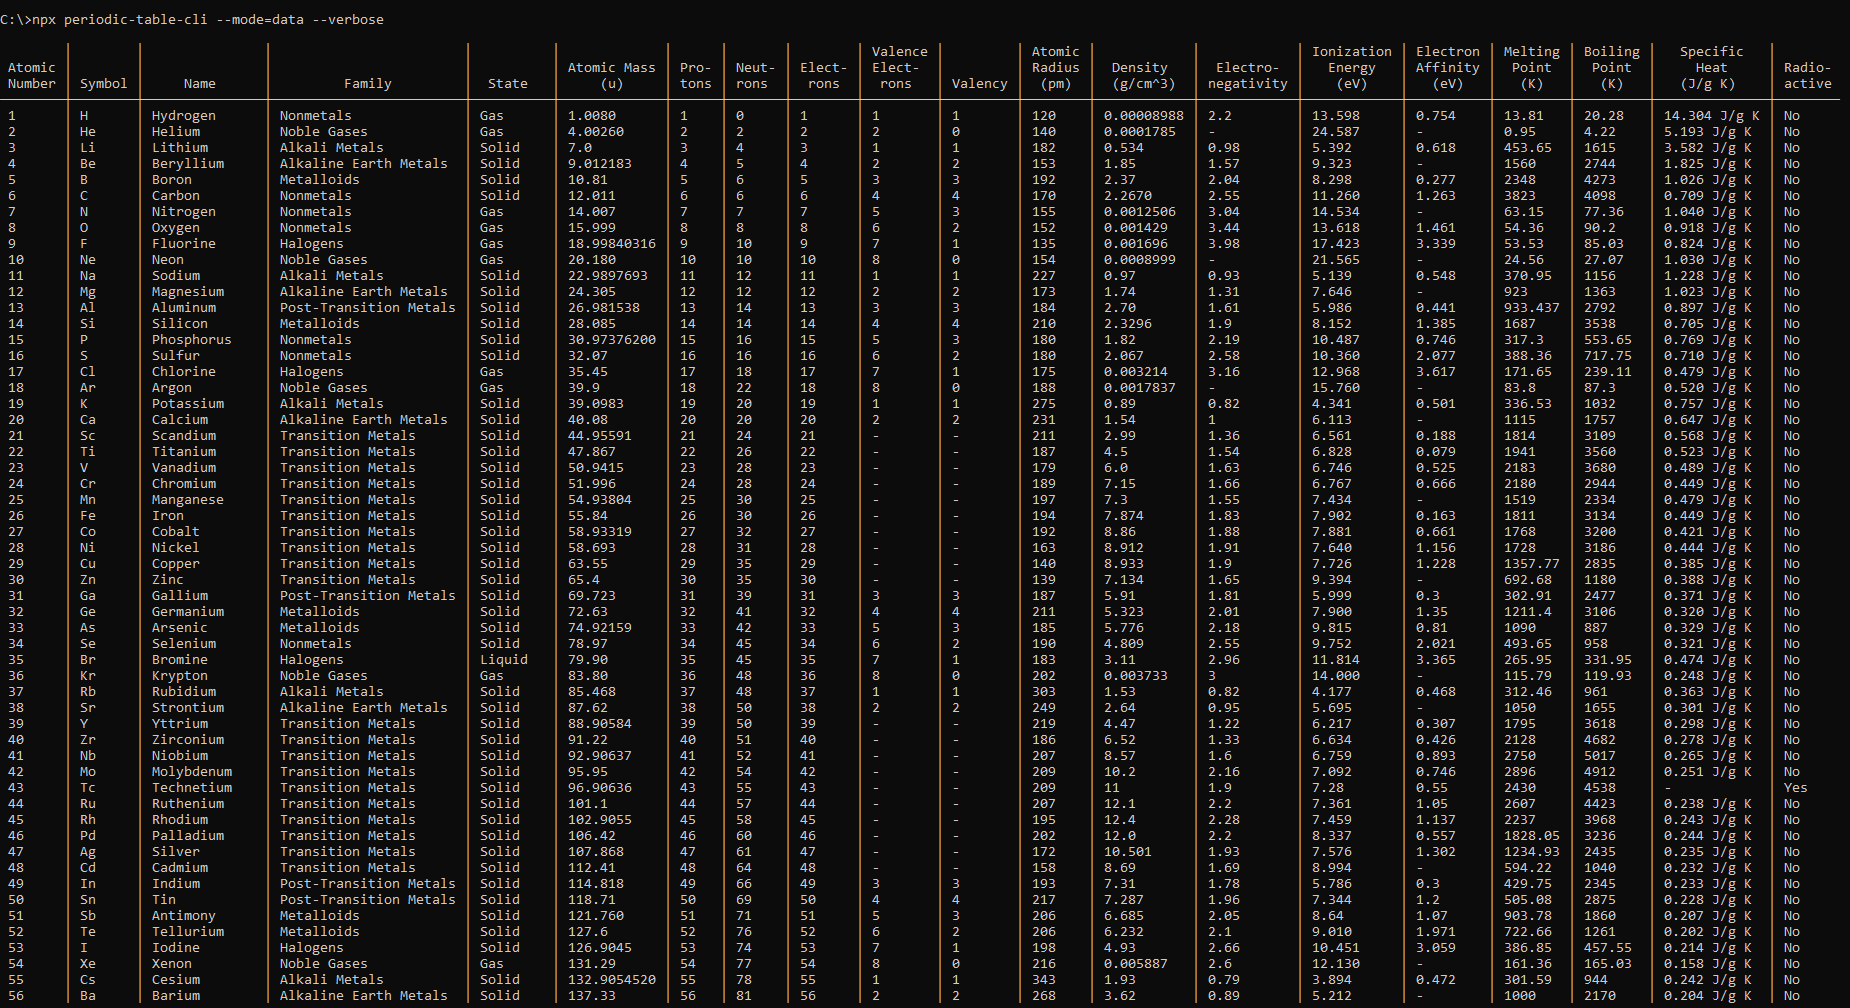 C:\>npx periodic-table-cli --mode=data --verbose
Valence Atomic Ionization Electron Melting Boiling Specific
Atomic Atomic Mass Pro- Neut- Elect- Elect- Radius Density Electro- Energy Affinity Point Point Heat Radio-
Number Symbol Name Family State (u) tons rons rons rons Valency (pm) (g/cm^3) negativity (eV) (eV) (K) (K) (J/g K) active
1 H Hydrogen Nonmetals Gas 1.0080 1 0 1 1 1 120 0.00008988 2.2 13.598 0.754 13.81 20.28 14.304 J/g K No
2 He Helium Noble Gases Gas 4.00260 2 2 2 2 0 140 0.0001785 - 24.587 - 0.95 4.22 5.193 J/g K No
3 Li Lithium Alkali Metals Solid 7.0 3 4 3 1 1 182 0.534 0.98 5.392 0.618 453.65 1615 3.582 J/g K No
4 Be Beryllium Alkaline Earth Metals Solid 9.012183 4 5 4 2 2 153 1.85 1.57 9.323 - 1560 2744 1.825 J/g K No
5 B Boron Metalloids Solid 10.81 5 6 5 3 3 192 2.37 2.04 8.298 0.277 2348 4273 1.026 J/g K No
6 C Carbon Nonmetals Solid 12.011 6 6 6 4 4 170 2.2670 2.55 11.260 1.263 3823 4098 0.709 J/g K No
7 N Nitrogen Nonmetals Gas 14.007 7 7 7 5 3 155 0.0012506 3.04 14.534 - 63.15 77.36 1.040 J/g K No
8 O Oxygen Nonmetals Gas 15.999 8 8 8 6 2 152 0.001429 3.44 13.618 1.461 54.36 90.2 0.918 J/g K No
9 F Fluorine Halogens Gas 18.99840316 9 10 9 7 1 135 0.001696 3.98 17.423 3.339 53.53 85.03 0.824 J/g K No
10 Ne Neon Noble Gases Gas 20.180 10 10 10 8 0 154 0.0008999 - 21.565 - 24.56 27.07 1.030 J/g K No
11 Na Sodium Alkali Metals Solid 22.9897693 11 12 11 1 1 227 0.97 0.93 5.139 0.548 370.95 1156 1.228 J/g K No
12 Mg Magnesium Alkaline Earth Metals Solid 24.305 12 12 12 2 2 173 1.74 1.31 7.646 - 923 1363 1.023 J/g K No
13 Al Aluminum Post-Transition Metals Solid 26.981538 13 14 13 3 3 184 2.70 1.61 5.986 0.441 933.437 2792 0.897 J/g K No
14 Si Silicon Metalloids Solid 28.085 14 14 14 4 4 210 2.3296 1.9 8.152 1.385 1687 3538 0.705 J/g K No
15 P Phosphorus Nonmetals Solid 30.97376200 15 16 15 5 3 180 1.82 2.19 10.487 0.746 317.3 553.65 0.769 J/g K No
16 S Sulfur Nonmetals Solid 32.07 16 16 16 6 2 180 2.067 2.58 10.360 2.077 388.36 717.75 0.710 J/g K No
17 Cl Chlorine Halogens Gas 35.45 17 18 17 7 1 175 0.003214 3.16 12.968 3.617 171.65 239.11 0.479 J/g K No
18 Ar Argon Noble Gases Gas 39.9 18 22 18 8 0 188 0.0017837 - 15.760 - 83.8 87.3 0.520 J/g K No
19 K Potassium Alkali Metals Solid 39.0983 19 20 19 1 1 275 0.89 0.82 4.341 0.501 336.53 1032 0.757 J/g K No
20 Ca Calcium Alkaline Earth Metals Solid 40.08 20 20 20 2 2 231 1.54 1 6.113 - 1115 1757 0.647 J/g K No
21 Sc Scandium Transition Metals Solid 44.95591 21 24 21 - - 211 2.99 1.36 6.561 0.188 1814 3109 0.568 J/g K No
22 Ti Titanium Transition Metals Solid 47.867 22 26 22 - - 187 4.5 1.54 6.828 0.079 1941 3560 0.523 J/g K No
23 V Vanadium Transition Metals Solid 50.9415 23 28 23 - - 179 6.0 1.63 6.746 0.525 2183 3680 0.489 J/g K No
24 Cr Chromium Transition Metals Solid 51.996 24 28 24 - - 189 7.15 1.66 6.767 0.666 2180 2944 0.449 J/g K No
25 Mn Manganese Transition Metals Solid 54.93804 25 30 25 - - 197 7.3 1.55 7.434 - 1519 2334 0.479 J/g K No
26 Fe Iron Transition Metals Solid 55.84 26 30 26 - - 194 7.874 1.83 7.902 0.163 1811 3134 0.449 J/g K No
27 Co Cobalt Transition Metals Solid 58.93319 27 32 27 - - 192 8.86 1.88 7.881 0.661 1768 3200 0.421 J/g K No
28 Ni Nickel Transition Metals Solid 58.693 28 31 28 - - 163 8.912 1.91 7.640 1.156 1728 3186 0.444 J/g K No
29 Cu Copper Transition Metals Solid 63.55 29 35 29 - - 140 8.933 1.9 7.726 1.228 1357.77 2835 0.385 J/g K No
30 Zn Zinc Transition Metals Solid 65.4 30 35 30 - - 139 7.134 1.65 9.394 - 692.68 1180 0.388 J/g K No
31 Ga Gallium Post-Transition Metals Solid 69.723 31 39 31 3 3 187 5.91 1.81 5.999 0.3 302.91 2477 0.371 J/g K No
32 Ge Germanium Metalloids Solid 72.63 32 41 32 4 4 211 5.323 2.01 7.900 1.35 1211.4 3106 0.320 J/g K No
33 As Arsenic Metalloids Solid 74.92159 33 42 33 5 3 185 5.776 2.18 9.815 0.81 1090 887 0.329 J/g K No
34 Se Selenium Nonmetals Solid 78.97 34 45 34 6 2 190 4.809 2.55 9.752 2.021 493.65 958 0.321 J/g K No
35 Br Bromine Halogens Liquid 79.90 35 45 35 7 1 183 3.11 2.96 11.814 3.365 265.95 331.95 0.474 J/g K No
36 Kr Krypton Noble Gases Gas 83.80 36 48 36 8 0 202 0.003733 3 14.000 - 115.79 119.93 0.248 J/g K No
37 Rb Rubidium Alkali Metals Solid 85.468 37 48 37 1 1 303 1.53 0.82 4.177 0.468 312.46 961 0.363 J/g K No
38 Sr Strontium Alkaline Earth Metals Solid 87.62 38 50 38 2 2 249 2.64 0.95 5.695 - 1050 1655 0.301 J/g K No
39 Y Yttrium Transition Metals Solid 88.90584 39 50 39 - - 219 4.47 1.22 6.217 0.307 1795 3618 0.298 J/g K No
40 Zr Zirconium Transition Metals Solid 91.22 40 51 40 - - 186 6.52 1.33 6.634 0.426 2128 4682 0.278 J/g K No
41 Nb Niobium Transition Metals Solid 92.90637 41 52 41 - - 207 8.57 1.6 6.759 0.893 2750 5017 0.265 J/g K No
42 Mo Molybdenum Transition Metals Solid 95.95 42 54 42 - - 209 10.2 2.16 7.092 0.746 2896 4912 0.251 J/g K No
43 Tc Technetium Transition Metals Solid 96.90636 43 55 43 - - 209 11 1.9 7.28 0.55 2430 4538 - Yes
44 Ru Ruthenium Transition Metals Solid 101.1 44 57 44 - - 207 12.1 2.2 7.361 1.05 2607 4423 0.238 J/g K No
45 Rh Rhodium Transition Metals Solid 102.9055 45 58 45 - - 195 12.4 2.28 7.459 1.137 2237 3968 0.243 J/g K No
46 Pd Palladium Transition Metals Solid 106.42 46 60 46 - - 202 12.0 2.2 8.337 0.557 1828.05 3236 0.244 J/g K No
47 Ag Silver Transition Metals Solid 107.868 47 61 47 - - 172 10.501 1.93 7.576 1.302 1234.93 2435 0.235 J/g K No
48 Cd Cadmium Transition Metals Solid 112.41 48 64 48 - - 158 8.69 1.69 8.994 - 594.22 1040 0.232 J/g K No
49 In Indium Post-Transition Metals Solid 114.818 49 66 49 3 3 193 7.31 1.78 5.786 0.3 429.75 2345 0.233 J/g K No
50 Sn Tin Post-Transition Metals Solid 118.71 50 69 50 4 4 217 7.287 1.96 7.344 1.2 505.08 2875 0.228 J/g K No
51 Sb Antimony Metalloids Solid 121.760 51 71 51 5 3 206 6.685 2.05 8.64 1.07 903.78 1860 0.207 J/g K No
52 Te Tellurium Metalloids Solid 127.6 52 76 52 6 2 206 6.232 2.1 9.010 1.971 722.66 1261 0.202 J/g K No
53 I Iodine Halogens Solid 126.9045 53 74 53 7 1 198 4.93 2.66 10.451 3.059 386.85 457.55 0.214 J/g K No
54 Xe Xenon Noble Gases Gas 131.29 54 77 54 8 0 216 0.005887 2.6 12.130 - 161.36 165.03 0.158 J/g K No
55 Cs Cesium Alkali Metals Solid 132.9054520 55 78 55 1 1 343 1.93 0.79 3.894 0.472 301.59 944 0.242 J/g K No
56 Ba Barium Alkaline Earth Metals Solid 137.33 56 81 56 2 2 268 3.62 0.89 5.212 - 1000 2170 0.204 J/g K No